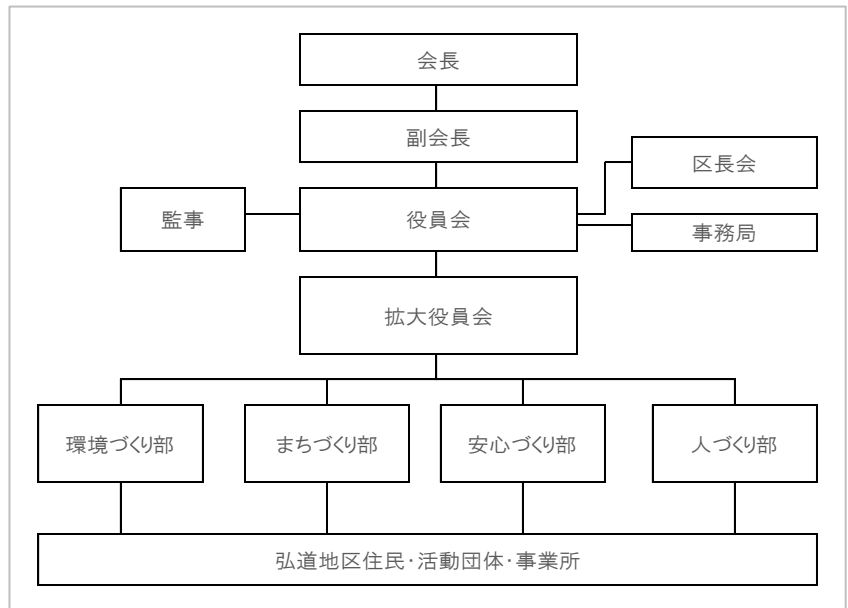 会長
副会長
区長会
監事
役員会
事務局
拡大役員会
環境づくり部
まちづくり部
安心づくり部
人づくり部
弘道地区住民・活動団体・事業所